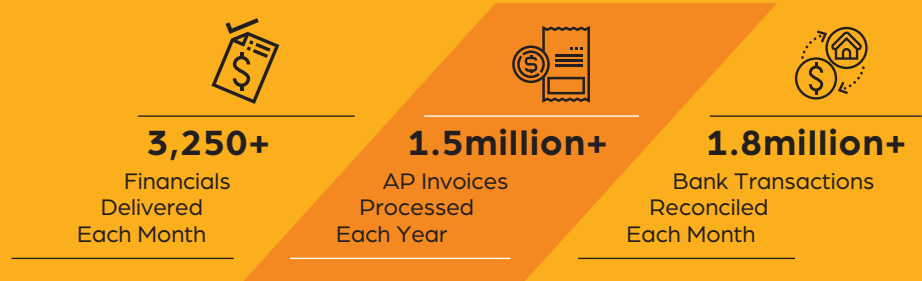 3,250+
Financials
Delivered
Each Month
1.5million+
AP Invoices
Processed
Each Year
1.8million+
Bank Transactions
Reconciled
Each Month